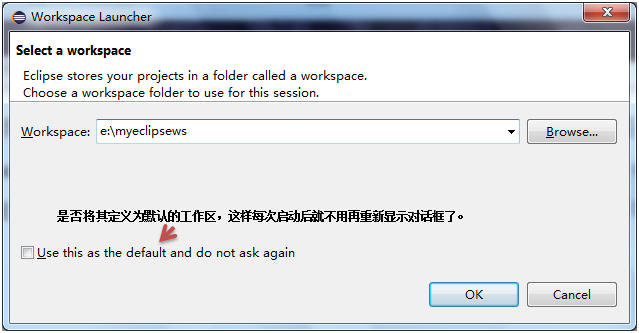 Workspace Launcher
Select a workspace
Eclipse stores your projects in a folder called a workspace.
Choose a workspace folder to use for this session.
Workspace: e:\myeclipsews Browse...
是否将其定义为默认的工作区，这样每次启动后就不用再重新显示对话框了。
Use this as the default and do not ask again
OK Cancel